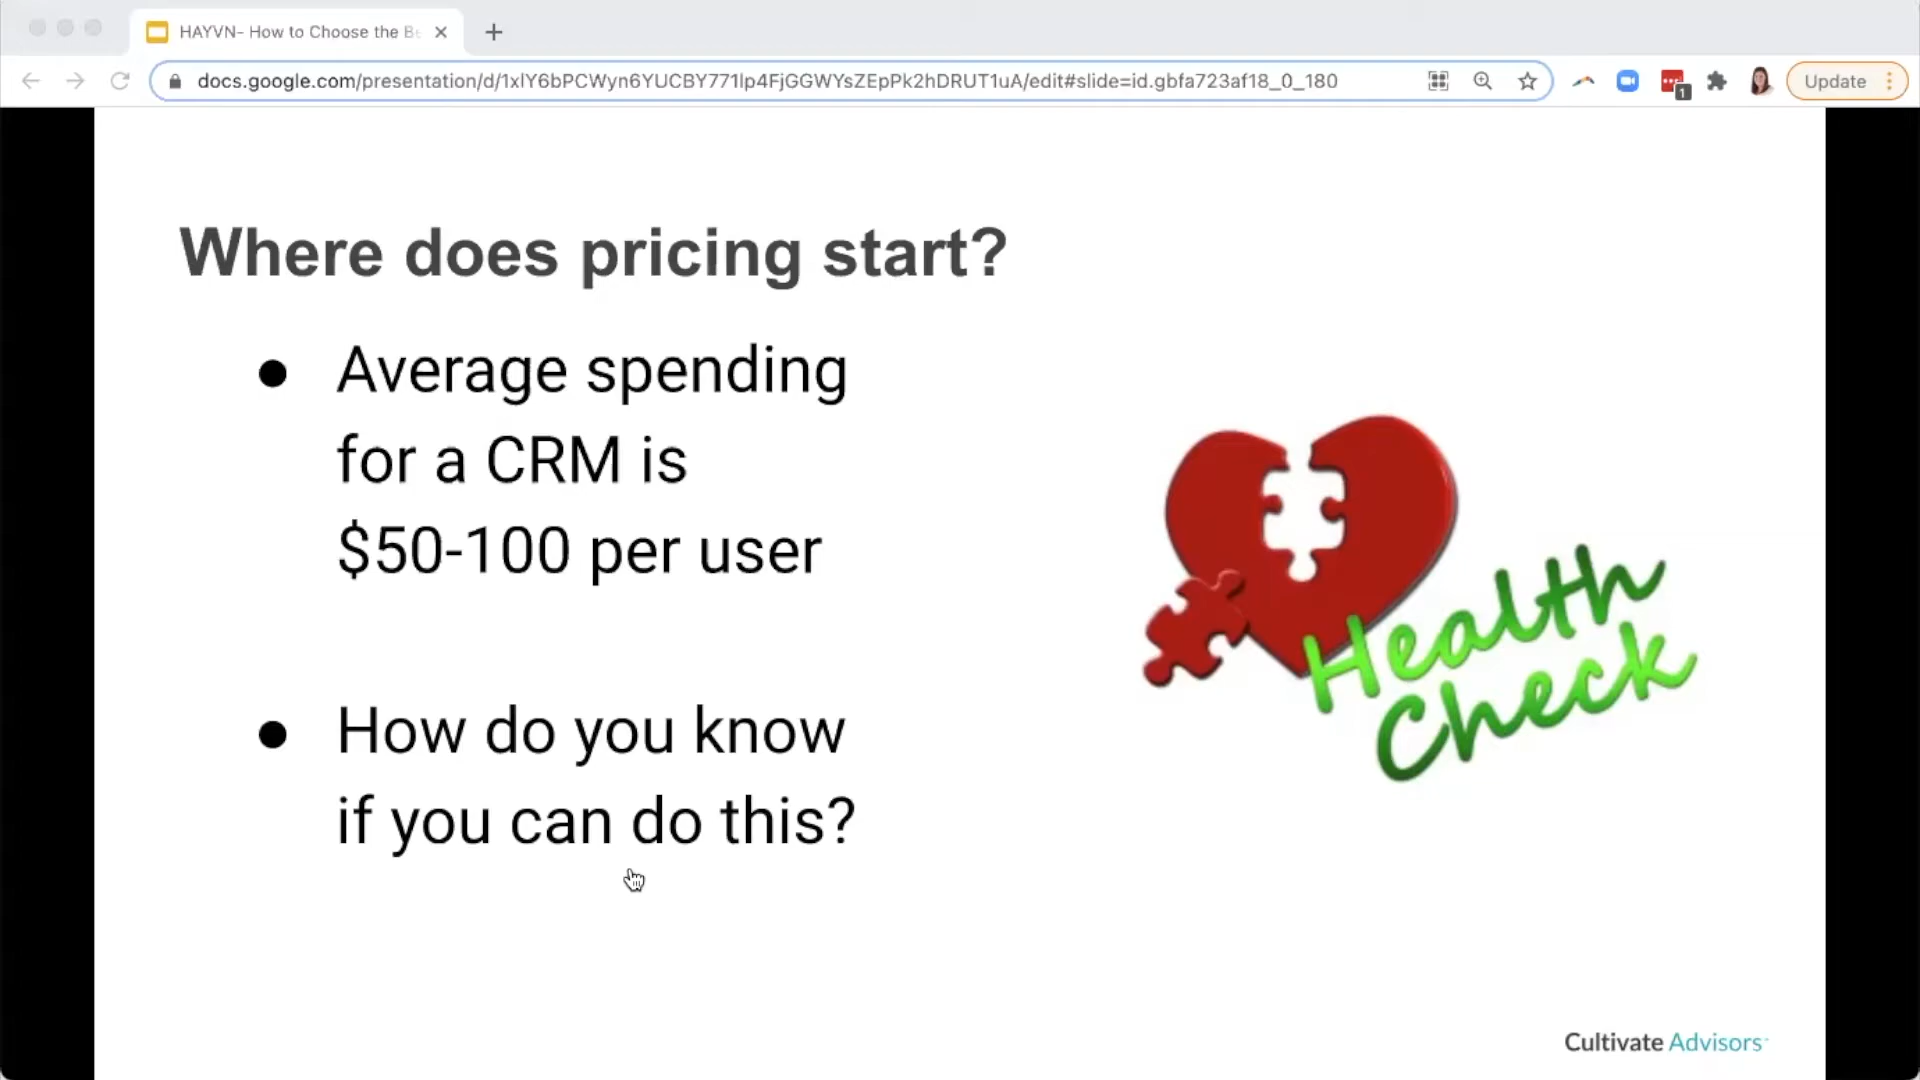 HAYVN- How to Choose the Be
docs.google.com/presentation/d/1xlY6bPCWyn6YUCBY771lp4FjGGWYsZEpPk2hDRUT1uA/edit#slide=id.gbfa723af18_0_180
1
Update
Where does pricing start?
● Average spending
for a CRM is
$50-100 per user
● How do you know
if you can do this?
Health
Check
Cultivate Advisors